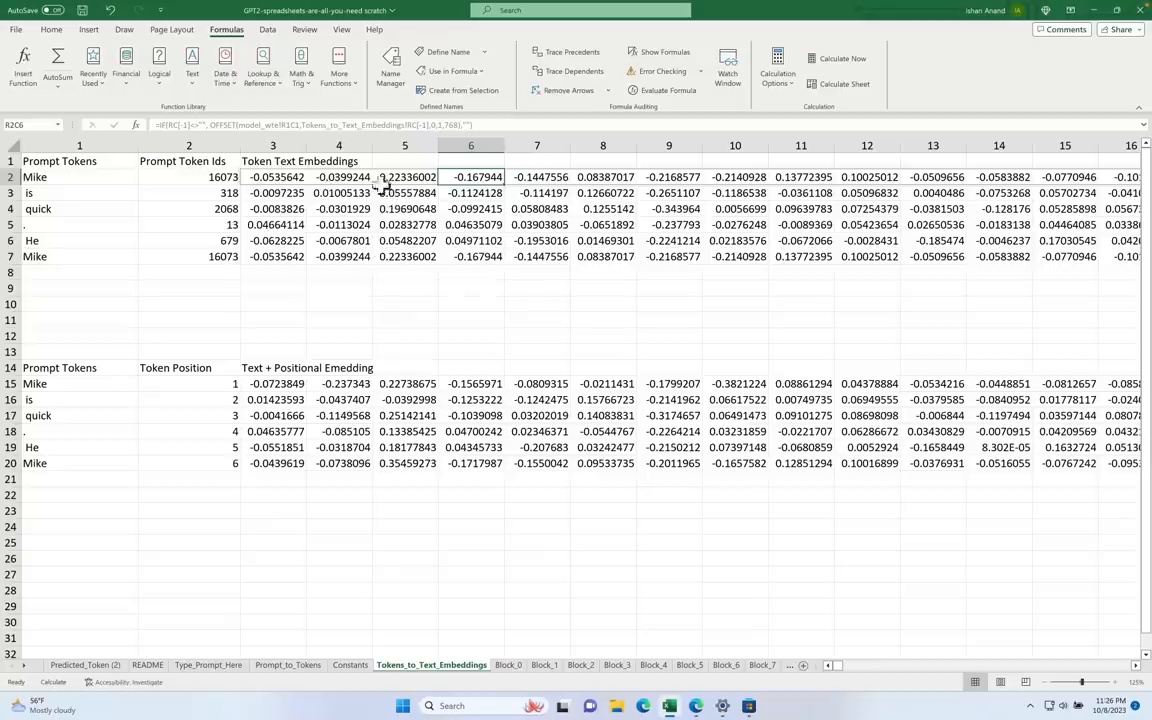 AutoSave Off GPT2-spreadsheets-are-all-you-need scratch Search Ishan Anand IA
File Home Insert Draw Page Layout Formulas Data Review View Help Comments Share
Insert Function AutoSum Recently Used Financial Logical Text Date & Time Lookup & Reference Math & Trig More Functions Name Manager Define Name Use in Formula Create from Selection Trace Precedents Trace Dependents Remove Arrows Show Formulas Error Checking Evaluate Formula Watch Window Calculation Options Calculate Now Calculate Sheet
Function Library Defined Names Formula Auditing Calculation
R2C6 fx =IF(RC[-1]<>"", OFFSET(model_wte!R1C1,Tokens_to_Text_Embeddings!RC[-1],0,1,768),"")
1 2 3 4 5 6 7 8 9 10 11 12 13 14 15 16
1 Prompt Tokens Prompt Token Ids Token Text Embeddings
2 Mike 16073 -0.0535642 -0.0399244 0.22336002 -0.167944 -0.1447556 0.08387017 -0.2168577 -0.2140928 0.13772395 0.10025012 -0.0509656 -0.0583882 -0.0770946 -0.10
3 is 318 -0.0097235 0.01005133 0.05557884 -0.1124128 -0.114197 0.12660722 -0.2651107 -0.1186538 -0.0361108 0.05096832 0.0040486 -0.0753268 0.05702734 -0.041
4 quick 2068 -0.0083826 -0.0301929 0.19690648 -0.0992415 0.05808483 0.1255142 -0.343964 0.0056699 0.09639783 0.07254379 -0.0381503 -0.128176 0.05285898 0.0567
5 . 13 0.04664114 -0.0113024 0.02832778 0.04635079 0.03903805 -0.0651892 -0.237793 -0.0276248 -0.0089369 0.05423654 0.02650536 -0.0183138 0.04464085 0.0338
6 He 679 -0.0628225 -0.0067801 0.05482207 0.04971102 -0.1953016 0.01469301 -0.2241214 0.02183576 -0.0672066 -0.0028431 -0.185474 -0.0046237 0.17030545 0.042
7 Mike 16073 -0.0535642 -0.0399244 0.22336002 -0.167944 -0.1447556 0.08387017 -0.2168577 -0.2140928 0.13772395 0.10025012 -0.0509656 -0.0583882 -0.0770946 -0.10
8
9
10
11
12
13
14 Prompt Tokens Token Position Text + Positional Emedding
15 Mike 1 -0.0723849 -0.237343 0.22738675 -0.1565971 -0.0809315 -0.0211431 -0.1799207 -0.3821224 0.08861294 0.04378884 -0.0534216 -0.0448851 -0.0812657 -0.085
16 is 2 0.01423593 -0.0437407 -0.0392998 -0.1253222 -0.1242475 0.15766723 -0.2141962 0.06617522 0.00749735 0.06949555 -0.0379585 -0.0840952 0.01778117 -0.024
17 quick 3 -0.0041666 -0.1149568 0.25142141 -0.1039098 0.03202019 0.14083831 -0.3174657 0.06491473 0.09101712 0.08698098 -0.006844 -0.1197494 0.03597144 0.0807
18 . 4 0.04635777 -0.085105 0.13385425 0.04700242 0.02346371 -0.0544767 -0.2264214 0.03231859 -0.0221707 0.06286672 0.03430829 -0.0070915 0.04209569 0.0432
19 He 5 -0.0551851 -0.0318704 0.18177843 0.04345733 -0.207683 0.03242477 -0.2150212 0.07397148 -0.0680859 0.0052924 -0.1658449 8.302E-05 0.1632724 0.0513
20 Mike 6 -0.0439619 -0.0738096 0.35459273 -0.1717987 -0.1550042 0.09533735 -0.2011965 -0.1657582 0.12851294 0.10016899 -0.0376931 -0.0516055 -0.0767242 -0.095
21
22
23
24
25
26
27
28
29
30
31
32
Predicted_Token (2) README Type_Prompt_Here Prompt_to_Tokens Constants Tokens_to_Text_Embeddings Block_0 Block_1 Block_2 Block_3 Block_4 Block_5 Block_6 Block_7 ...
Ready Calculate Accessibility: Investigate 125%
56°F
Mostly cloudy
Search
11:26 PM
10/8/2023
2